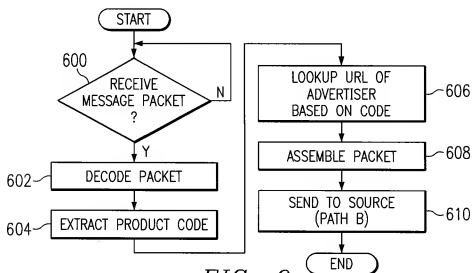 START
600
RECEIVE
MESSAGE PACKET
?
N
Y
602
DECODE PACKET
604
EXTRACT PRODUCT CODE
LOOKUP URL OF
ADVERTISER
BASED ON CODE
606
ASSEMBLE PACKET
608
SEND TO SOURCE
(PATH B)
610
END